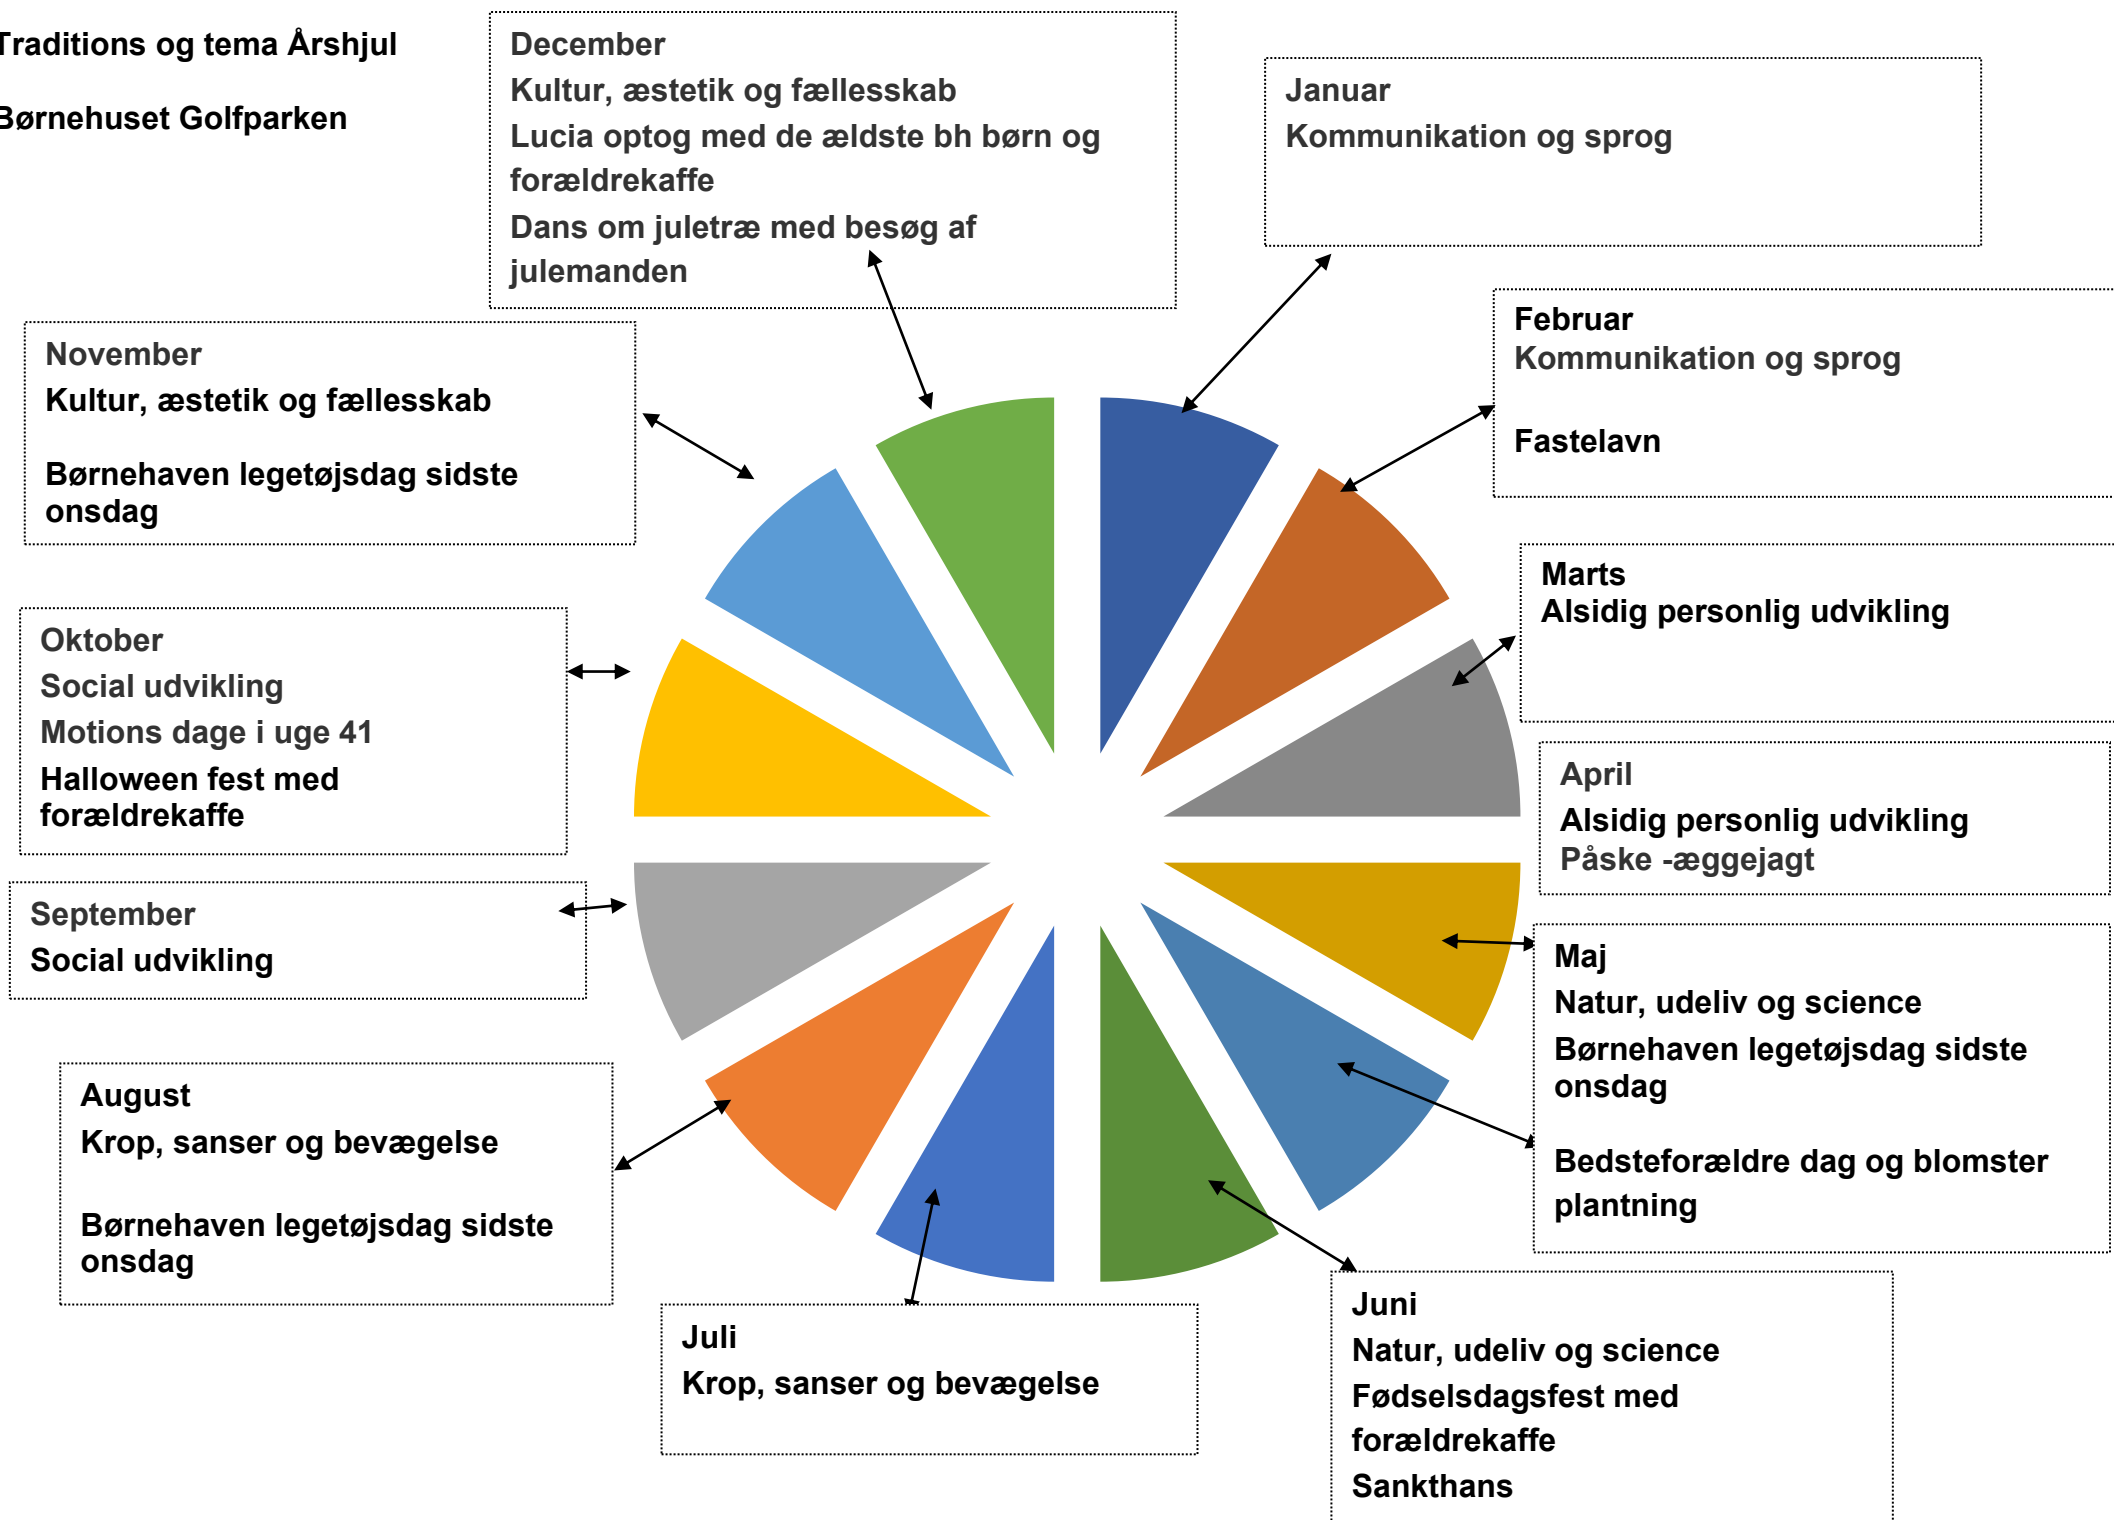 Traditions og tema Årshjul
Børnehuset Golfparken
December
Kultur, æstetik og fællesskab
Lucia optog med de ældste bh børn og
forældrekaffe
Dans om juletræ med besøg af
julemanden
Januar
Kommunikation og sprog
Februar
Kommunikation og sprog
Fastelavn
Marts
Alsidig personlig udvikling
April
Alsidig personlig udvikling
Påske -æggejagt
Maj
Natur, udeliv og science
Børnehaven legetøjsdag sidste
onsdag
Bedsteforældre dag og blomster
plantning
Juni
Natur, udeliv og science
Fødselsdagsfest med
forældrekaffe
Sankthans
Juli
Krop, sanser og bevægelse
August
Krop, sanser og bevægelse
Børnehaven legetøjsdag sidste
onsdag
September
Social udvikling
Oktober
Social udvikling
Motions dage i uge 41
Halloween fest med
forældrekaffe
November
Kultur, æstetik og fællesskab
Børnehaven legetøjsdag sidste
onsdag